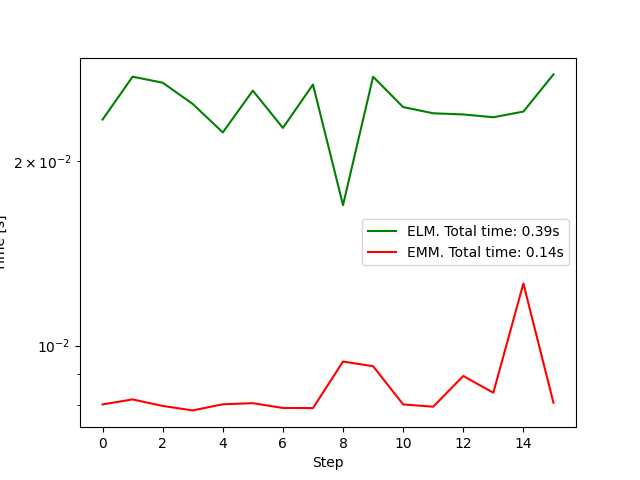 2 × 10⁻²
10⁻²
Time [s]
ELM. Total time: 0.39s
EMM. Total time: 0.14s
0 2 4 6 8 10 12 14
Step